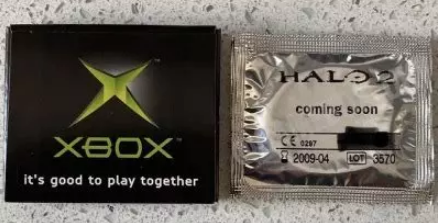 XBOX
it's good to play together
HALO 2
coming soon
CE 0297
2009-04 LOT 3570